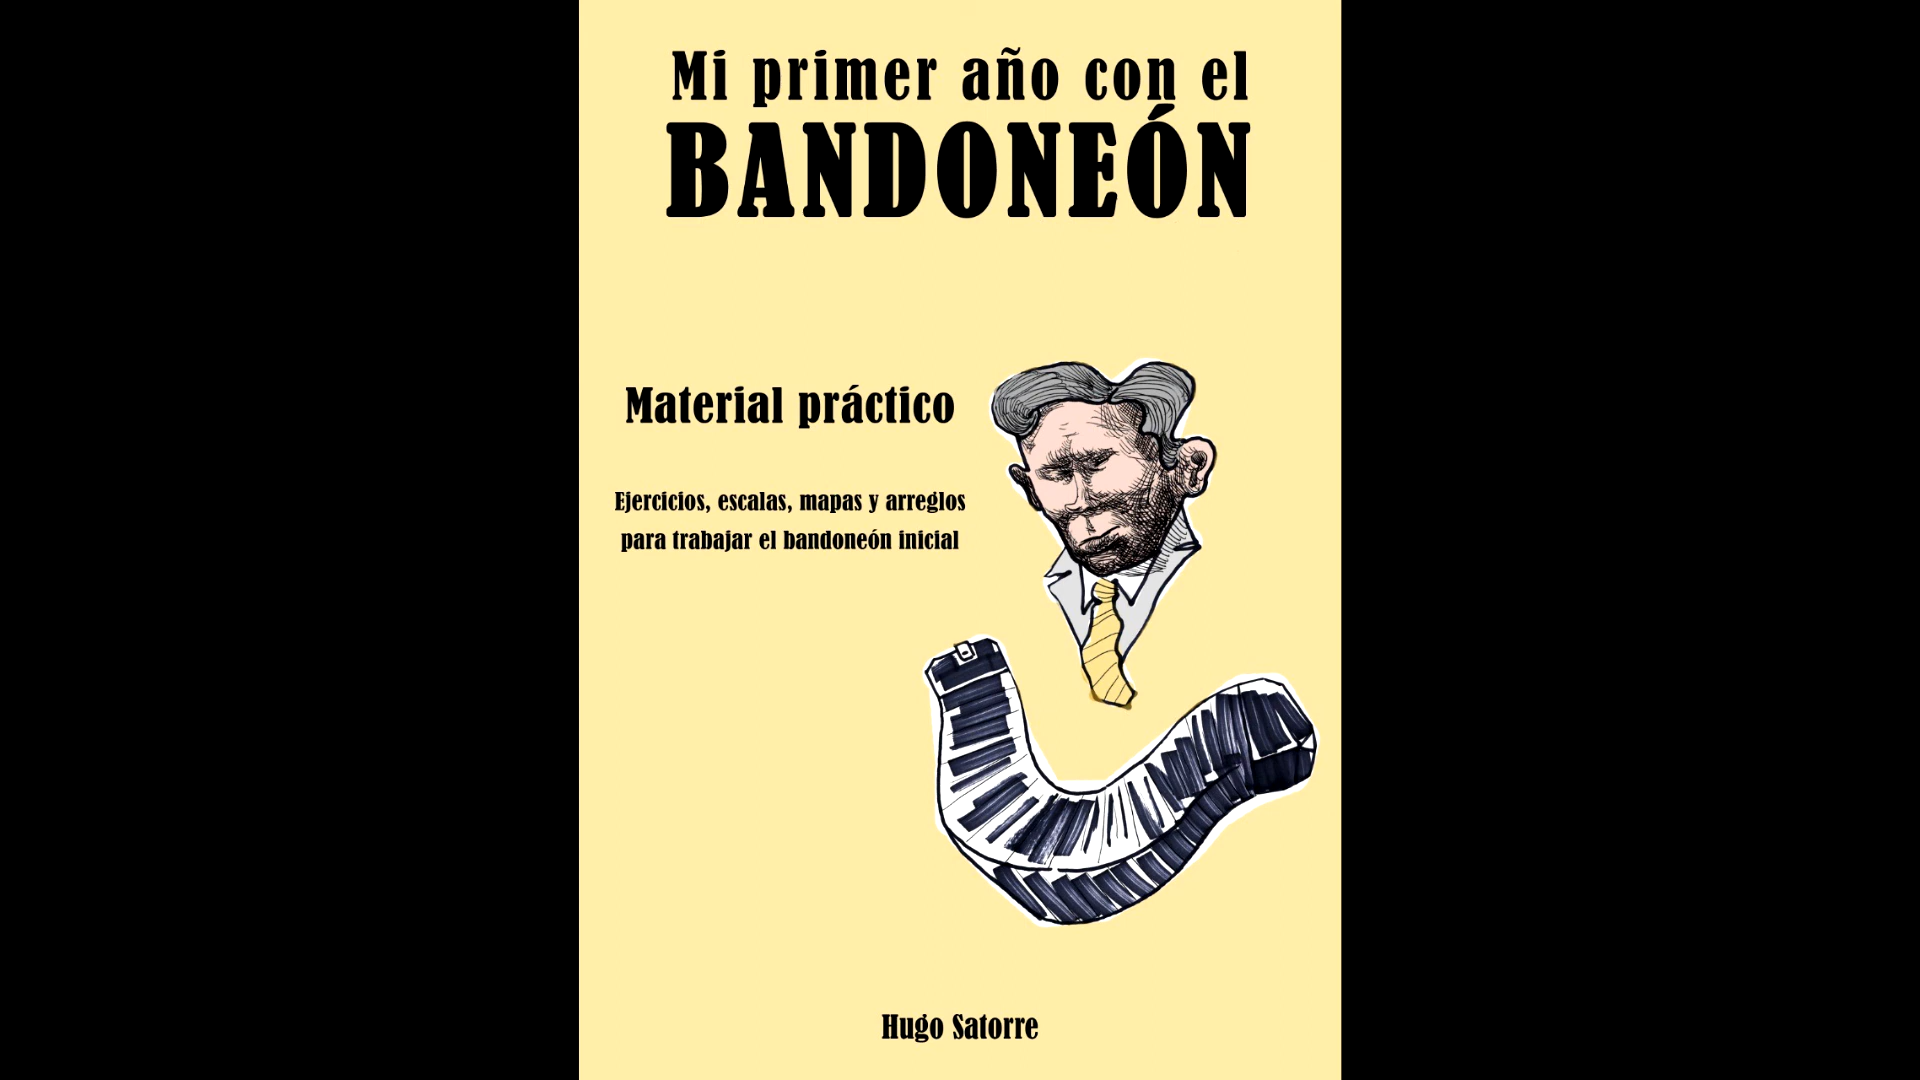 Mi primer año con el
BANDONEÓN
Material práctico
Ejercicios, escalas, mapas y arreglos
para trabajar el bandoneón inicial
Hugo Satorre